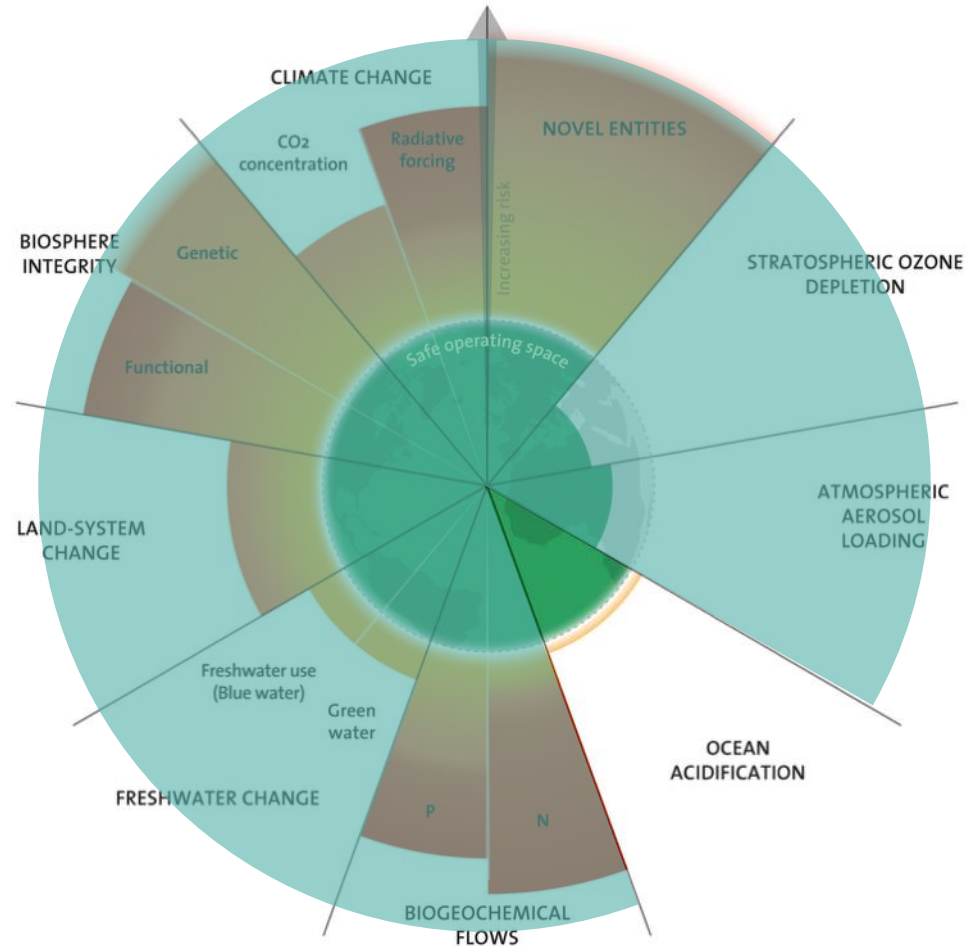 CLIMATE CHANGE
CO2
concentration
Radiative
forcing
NOVEL ENTITIES
Increasing risk
STRATOSPHERIC OZONE
DEPLETION
BIOSPHERE
INTEGRITY
Genetic
Functional
Safe operating space
ATMOSPHERIC
AEROSOL
LOADING
LAND-SYSTEM
CHANGE
Freshwater use
(Blue water)
Green
water
FRESHWATER CHANGE
OCEAN
ACIDIFICATION
P
N
BIOGEOCHEMICAL
FLOWS